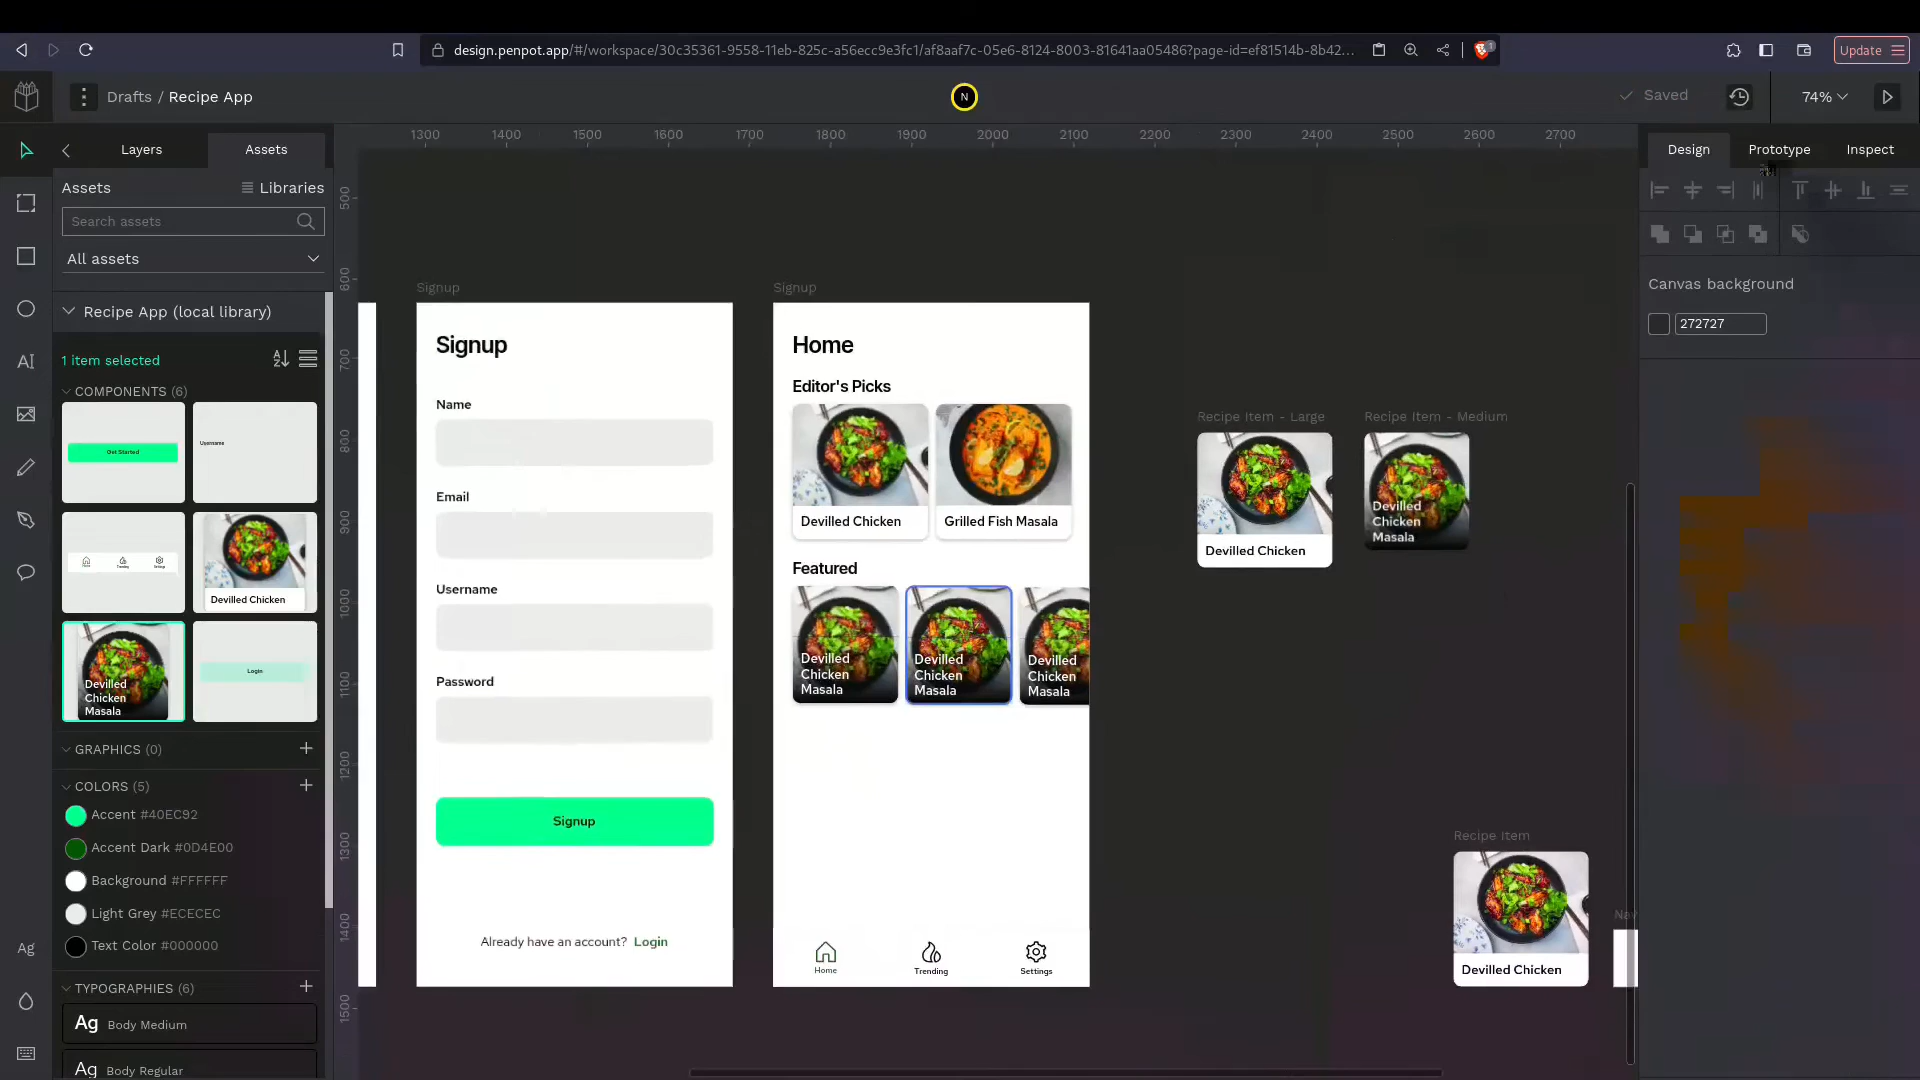 design.penpot.app/#/workspace/30c35361-9558-11eb-825c-a56ecc9e3fc1/af8aaf7c-05e6-8124-8003-81641aa05486?page-id=ef81514b-8b42...
1
Update
Drafts / Recipe App
N
Saved
74%
Layers
Assets
1300 1400 1500 1600 1700 1800 1900 2000 2100 2200 2300 2400 2500 2600 2700
Design
Prototype
Inspect
Assets
Libraries
Search assets
All assets
Recipe App (local library)
1 item selected
COMPONENTS (6)
Get Started
Username
Home
Trending
Settings
Devilled Chicken
Devilled
Chicken
Masala
Login
GRAPHICS (0)
COLORS (5)
Accent #40EC92
Accent Dark #0D4E00
Background #FFFFFF
Light Grey #ECECEC
Text Color #000000
TYPOGRAPHIES (6)
Ag Body Medium
Ag Body Regular
Ag
500
600
700
800
900
1000
1100
1200
1300
1400
1500
Signup
Signup
Name
Email
Username
Password
Signup
Already have an account? Login
Signup
Home
Editor's Picks
Devilled Chicken
Grilled Fish Masala
Featured
Devilled
Chicken
Masala
Devilled
Chicken
Masala
Devilled
Chicken
Masala
Home
Trending
Settings
Recipe Item - Large
Devilled Chicken
Recipe Item - Medium
Devilled
Chicken
Masala
Recipe Item
Devilled Chicken
Nav
Canvas background
272727